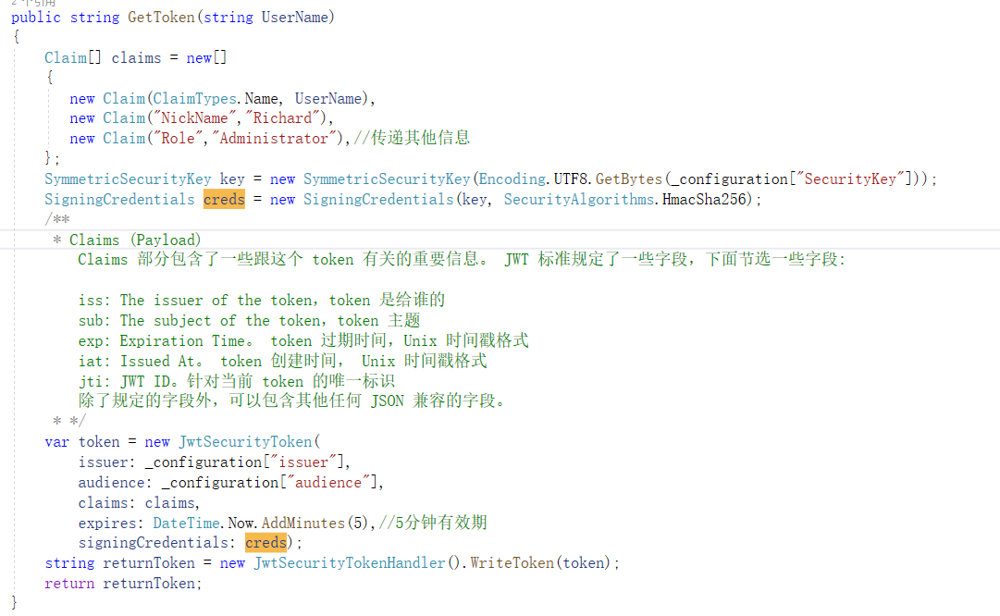 2 个引用
public string GetToken(string UserName)
{
    Claim[] claims = new[]
    {
       new Claim(ClaimTypes.Name, UserName),
       new Claim("NickName","Richard"),
       new Claim("Role","Administrator"),//传递其他信息
    };
    SymmetricSecurityKey key = new SymmetricSecurityKey(Encoding.UTF8.GetBytes(_configuration["SecurityKey"]));
    SigningCredentials creds = new SigningCredentials(key, SecurityAlgorithms.HmacSha256);
    /**
     * Claims (Payload)
        Claims 部分包含了一些跟这个 token 有关的重要信息。 JWT 标准规定了一些字段，下面节选一些字段:
        iss: The issuer of the token，token 是给谁的
        sub: The subject of the token，token 主题
        exp: Expiration Time。 token 过期时间，Unix 时间戳格式
        iat: Issued At。 token 创建时间， Unix 时间戳格式
        jti: JWT ID。针对当前 token 的唯一标识
        除了规定的字段外，可以包含其他任何 JSON 兼容的字段。
     * */
    var token = new JwtSecurityToken(
        issuer: _configuration["issuer"],
        audience: _configuration["audience"],
        claims: claims,
        expires: DateTime.Now.AddMinutes(5),//5分钟有效期
        signingCredentials: creds);
    string returnToken = new JwtSecurityTokenHandler().WriteToken(token);
    return returnToken;
}